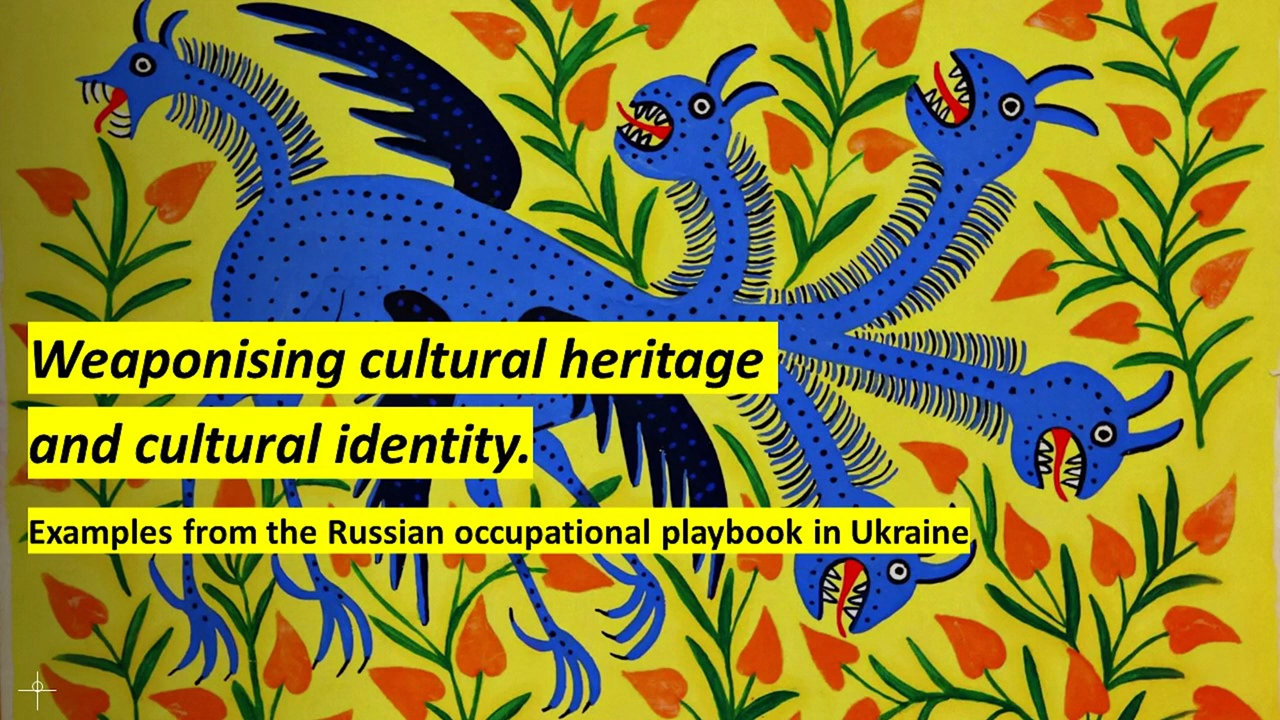 Weaponising cultural heritage
and cultural identity.
Examples from the Russian occupational playbook in Ukraine